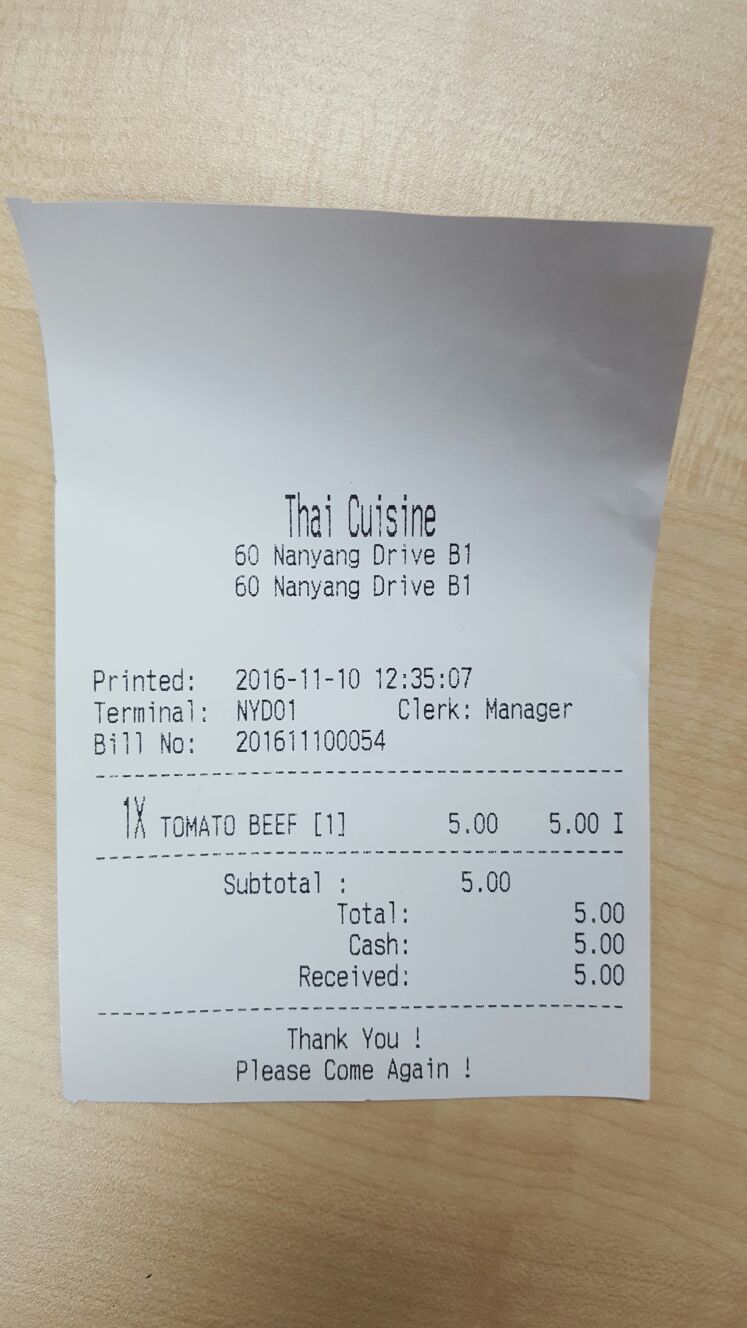 Thai Cuisine
60 Nanyang Drive B1
60 Nanyang Drive B1
Printed: 2016-11-10 12:35:07
Terminal: NYD01 Clerk: Manager
Bill No: 201611100054
1X TOMATO BEEF [1] 5.00 5.00 I
Subtotal : 5.00
Total: 5.00
Cash: 5.00
Received: 5.00
Thank You !
Please Come Again !